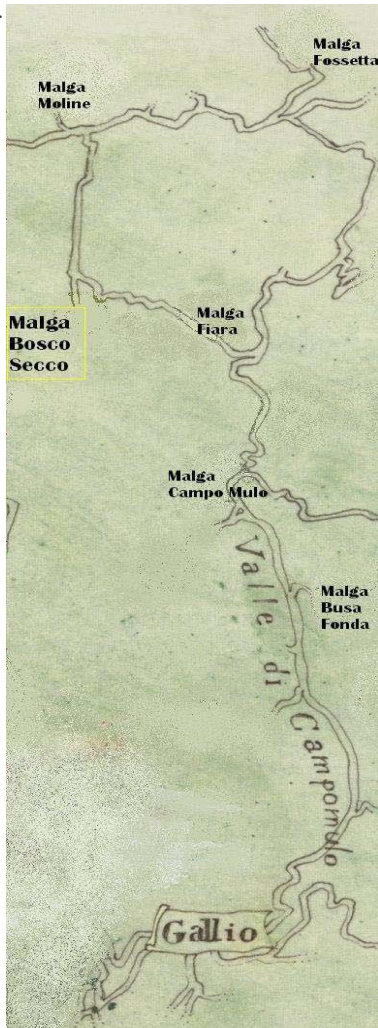 Malga
Fossetta
Malga
Moline
Malga
Fiara
Malga
Bosco
Secco
Malga
Campo Mulo
Valle di Campomulo
Malga
Busa
Fonda
Gallio